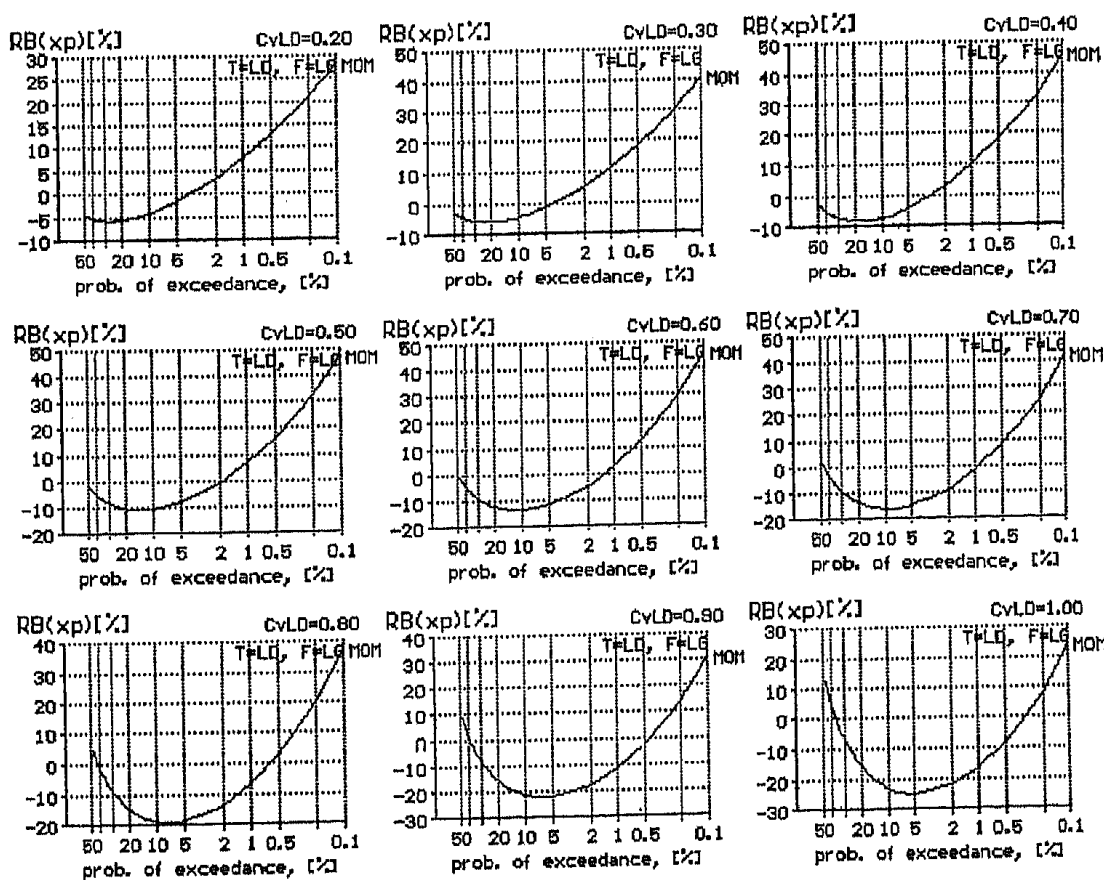 RB(xp)[%] CvLD=0.20
T=LD, F=LG MOM
30
25
20
15
10
5
0
-5
-10
50 20 10 5 2 1 0.5 0.1
prob. of exceedance, [%]
RB(xp)[%] CvLD=0.30
T=LD, F=LG MOM
50
40
30
20
10
0
-10
50 20 10 5 2 1 0.5 0.1
prob. of exceedance, [%]
RB(xp)[%] CvLD=0.40
T=LD, F=LG MOM
50
40
30
20
10
0
-10
50 20 10 5 2 1 0.5 0.1
prob. of exceedance, [%]
RB(xp)[%] CvLD=0.50
T=LD, F=LG MOM
50
40
30
20
10
0
-10
-20
50 20 10 5 2 1 0.5 0.1
prob. of exceedance, [%]
RB(xp)[%] CvLD=0.60
T=LD, F=LG MOM
50
40
30
20
10
0
-10
-20
50 20 10 5 2 1 0.5 0.1
prob. of exceedance, [%]
RB(xp)[%] CvLD=0.70
T=LD, F=LG MOM
50
40
30
20
10
0
-10
-20
50 20 10 5 2 1 0.5 0.1
prob. of exceedance, [%]
RB(xp)[%] CvLD=0.80
T=LD, F=LG MOM
40
30
20
10
0
-10
-20
50 20 10 5 2 1 0.5 0.1
prob. of exceedance, [%]
RB(xp)[%] CvLD=0.90
T=LD, F=LG MOM
40
30
20
10
0
-10
-20
-30
50 20 10 5 2 1 0.5 0.1
prob. of exceedance, [%]
RB(xp)[%] CvLD=1.00
T=LD, F=LG MOM
30
20
10
0
-10
-20
-30
50 20 10 5 2 1 0.5 0.1
prob. of exceedance, [%]